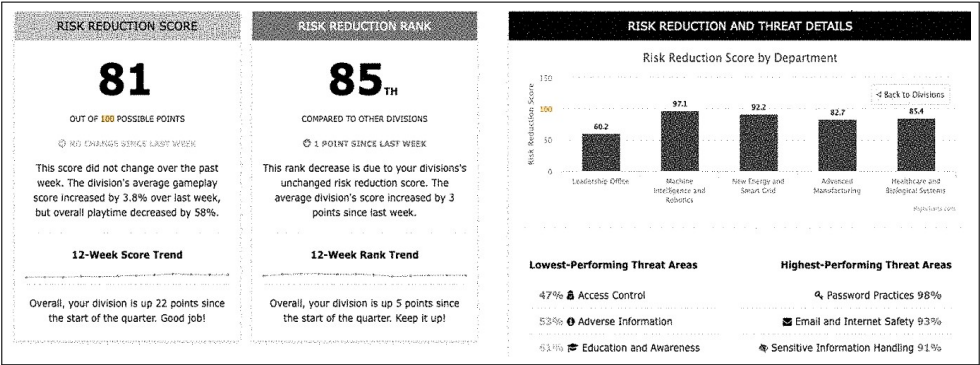 RISK REDUCTION SCORE
81
OUT OF 100 POSSIBLE POINTS
NO CHANGE SINCE LAST WEEK
This score did not change over the past
week. The division's average gameplay
score increased by 3.8% over last week,
but overall playtime decreased by 58%.
12-Week Score Trend
Overall, your division is up 22 points since
the start of the quarter. Good job!
RISK REDUCTION RANK
85TH
COMPARED TO OTHER DIVISIONS
1 POINT SINCE LAST WEEK
This rank decrease is due to your divisions's
unchanged risk reduction score. The
average division's score increased by 3
points since last week.
12-Week Rank Trend
Overall, your division is up 5 points since
the start of the quarter. Keep it up!
RISK REDUCTION AND THREAT DETAILS
Risk Reduction Score by Department
Risk Reduction Score
150
100
50
0
< Back to Divisions
60.2
97.1
92.2
82.7
85.4
Leadership Office
Machine
Intelligence and
Robotics
New Energy and
Smart Grid
Advanced
Manufacturing
Healthcare and
Biological Systems
Highcharts.com
Lowest-Performing Threat Areas
47% Access Control
53% Adverse Information
61% Education and Awareness
Highest-Performing Threat Areas
Password Practices 98%
Email and Internet Safety 93%
Sensitive Information Handling 91%